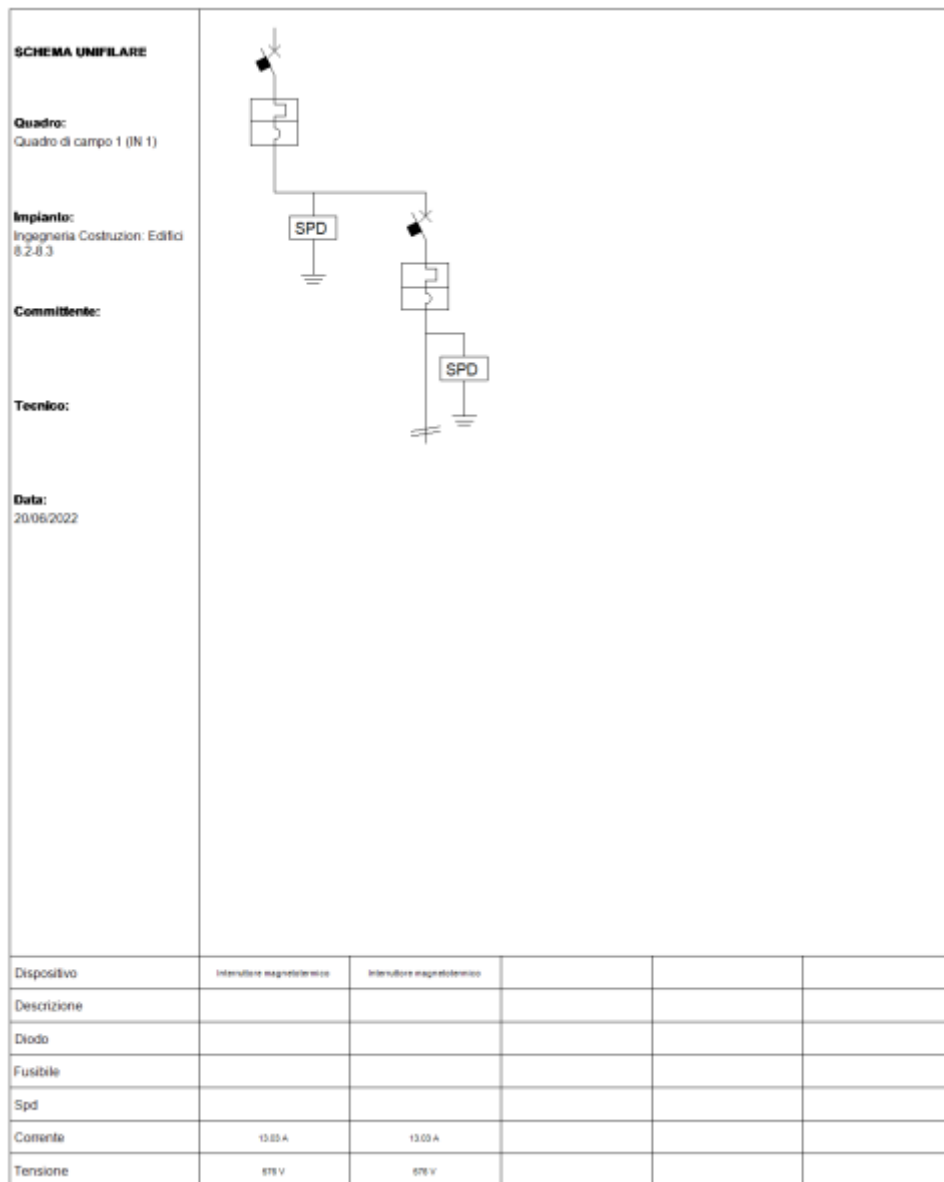 SCHEMA UNIFILARE
Quadro:
Quadro di campo 1 (IN 1)
Impianto:
Ingegneria Costruzion: Edifici
8.2-8.3
Committente:
Tecnico:
Data:
20/06/2022
SPD
SPD
Dispositivo Interruttore magnetotermico Interruttore magnetotermico
Descrizione
Diodo
Fusibile
Spd
Corrente 13.03 A 13.03 A
Tensione 676 V 676 V